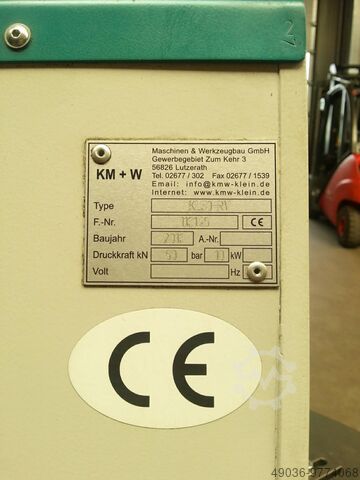 2
Maschinen & Werkzeugbau GmbH
Gewerbegebiet Zum Kehr 3
56826 Lutzerath
KM + W
Tel. 02677 / 302 Fax 02677 / 1539
Email: info@kmw-klein.de
Internet: www.kmw-klein.de
Type
F.-Nr. CE
Baujahr A.-Nr.
Druckkraft kN bar kW
Volt Hz
CE
49036-9774068